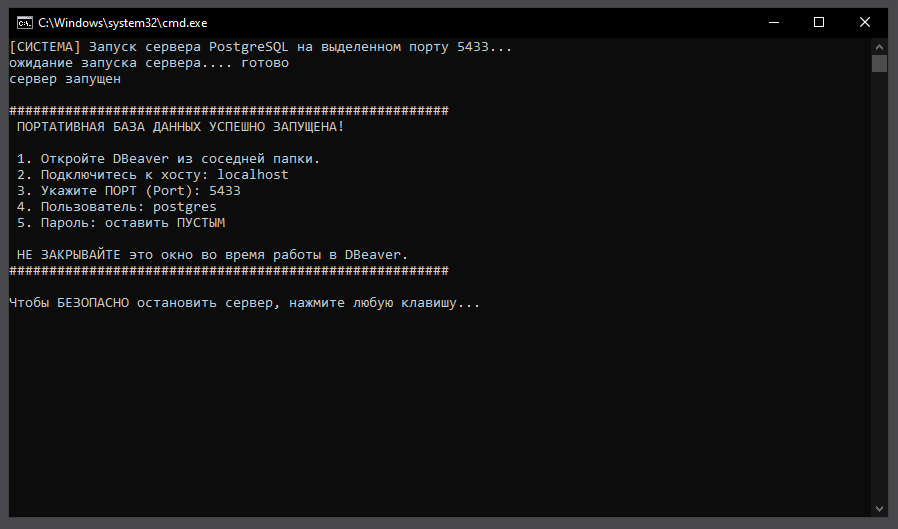 C:\Windows\system32\cmd.exe
[СИСТЕМА] Запуск сервера PostgreSQL на выделенном порту 5433...
ожидание запуска сервера.... готово
сервер запущен
#######################################################
ПОРТАТИВНАЯ БАЗА ДАННЫХ УСПЕШНО ЗАПУЩЕНА!
1. Откройте DBeaver из соседней папки.
2. Подключитесь к хосту: localhost
3. Укажите ПОРТ (Port): 5433
4. Пользователь: postgres
5. Пароль: оставить ПУСТЫМ
НЕ ЗАКРЫВАЙТЕ это окно во время работы в DBeaver.
#######################################################
Чтобы БЕЗОПАСНО остановить сервер, нажмите любую клавишу...